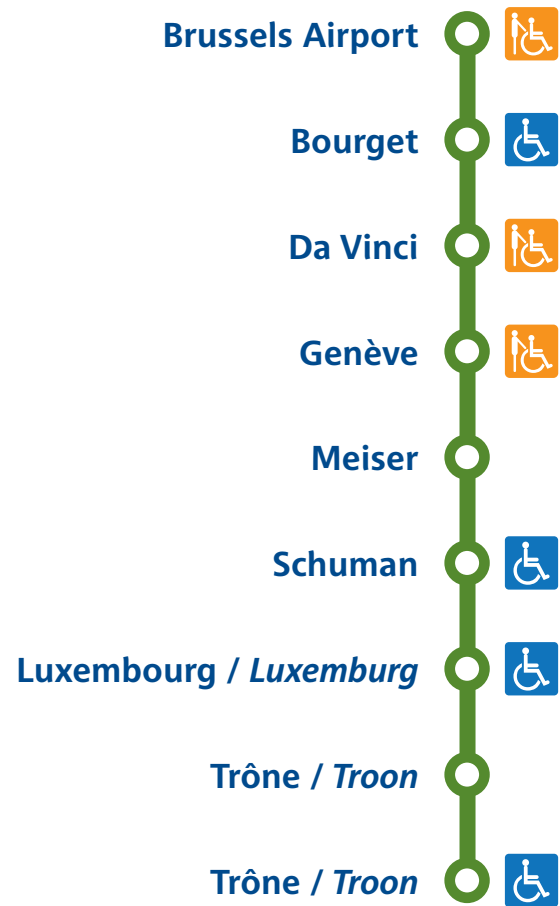 Brussels Airport
Bourget
Da Vinci
Genève
Meiser
Schuman
Luxembourg / Luxemburg
Trône / Troon
Trône / Troon